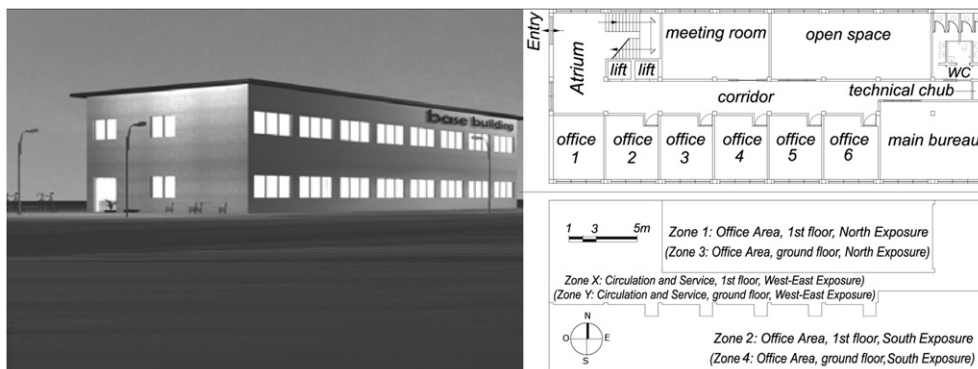 base building
Entry
Atrium
lift
lift
meeting room
open space
WC
technical chub
corridor
office
1
office
2
office
3
office
4
office
5
office
6
main bureau
1 3 5m
Zone 1: Office Area, 1st floor, North Exposure
(Zone 3: Office Area, ground floor, North Exposure)
Zone X: Circulation and Service, 1st floor, West-East Exposure)
(Zone Y: Circulation and Service, ground floor, West-East Exposure)
N
O E
S
Zone 2: Office Area, 1st floor, South Exposure
(Zone 4: Office Area, ground floor, South Exposure)